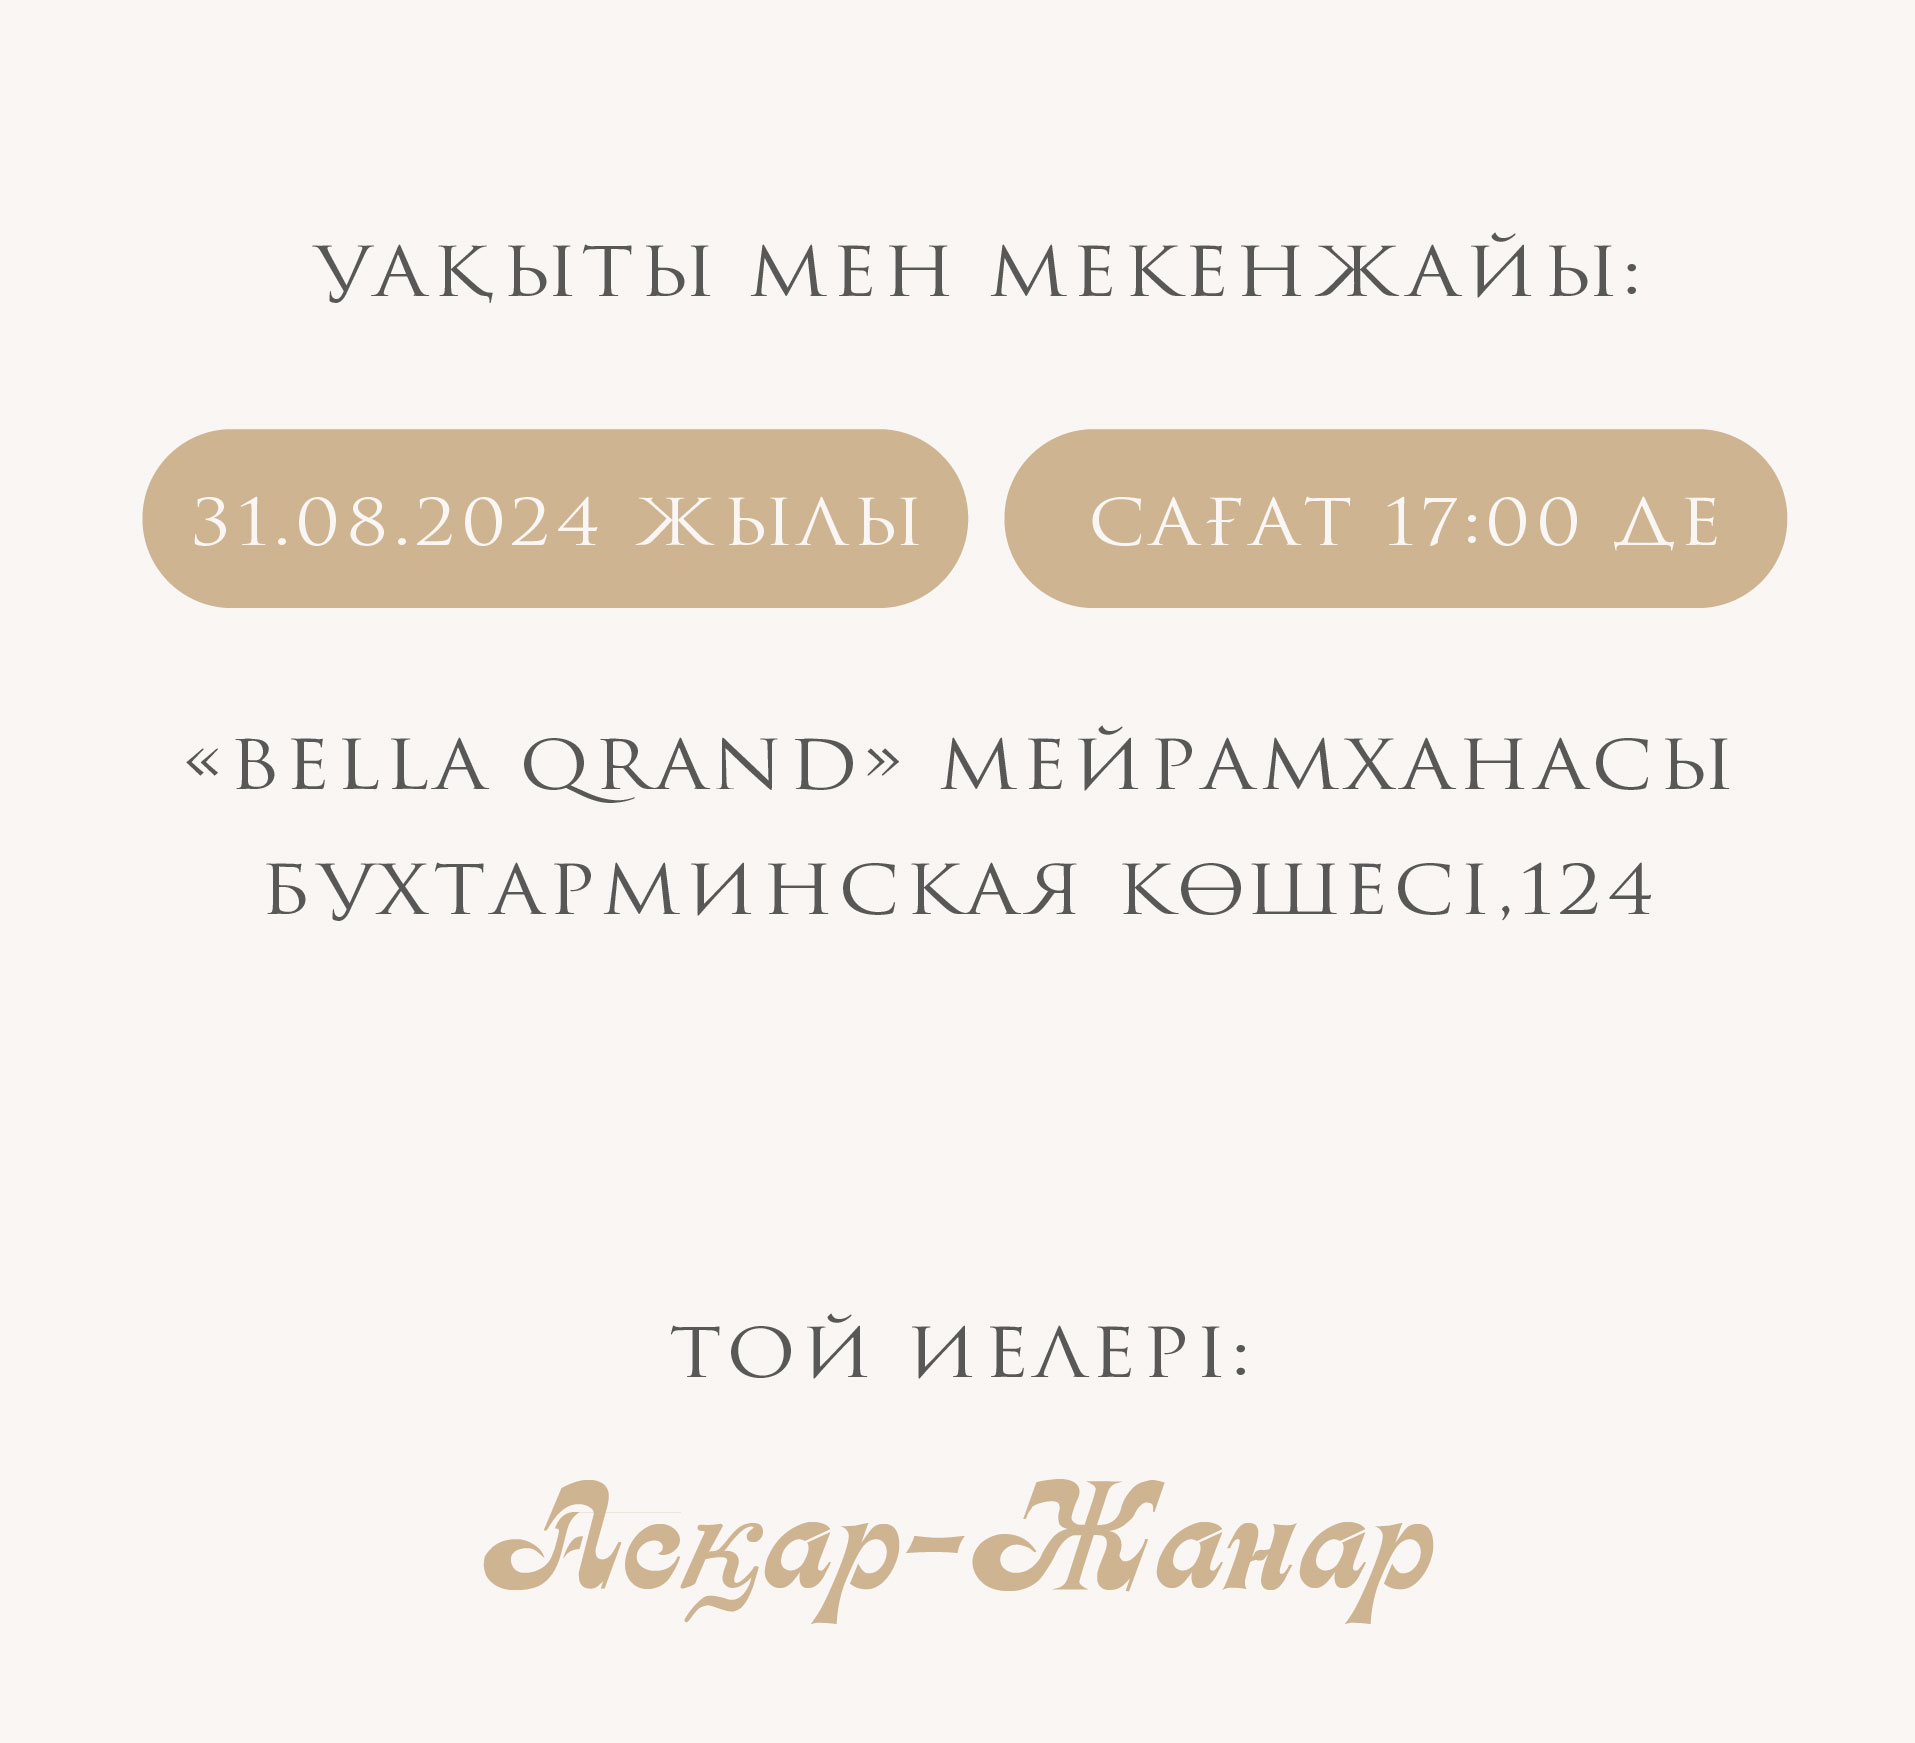 УАҚЫТЫ МЕН МЕКЕНЖАЙЫ:
31.08.2024 ЖЫЛЫ САҒАТ 17:00 ДЕ
«BELLA QRAND» МЕЙРАМХАНАСЫ
БУХТАРМИНСКАЯ КӨШЕСІ,124
ТОЙ ИЕЛЕРІ:
Асқар-Жанар